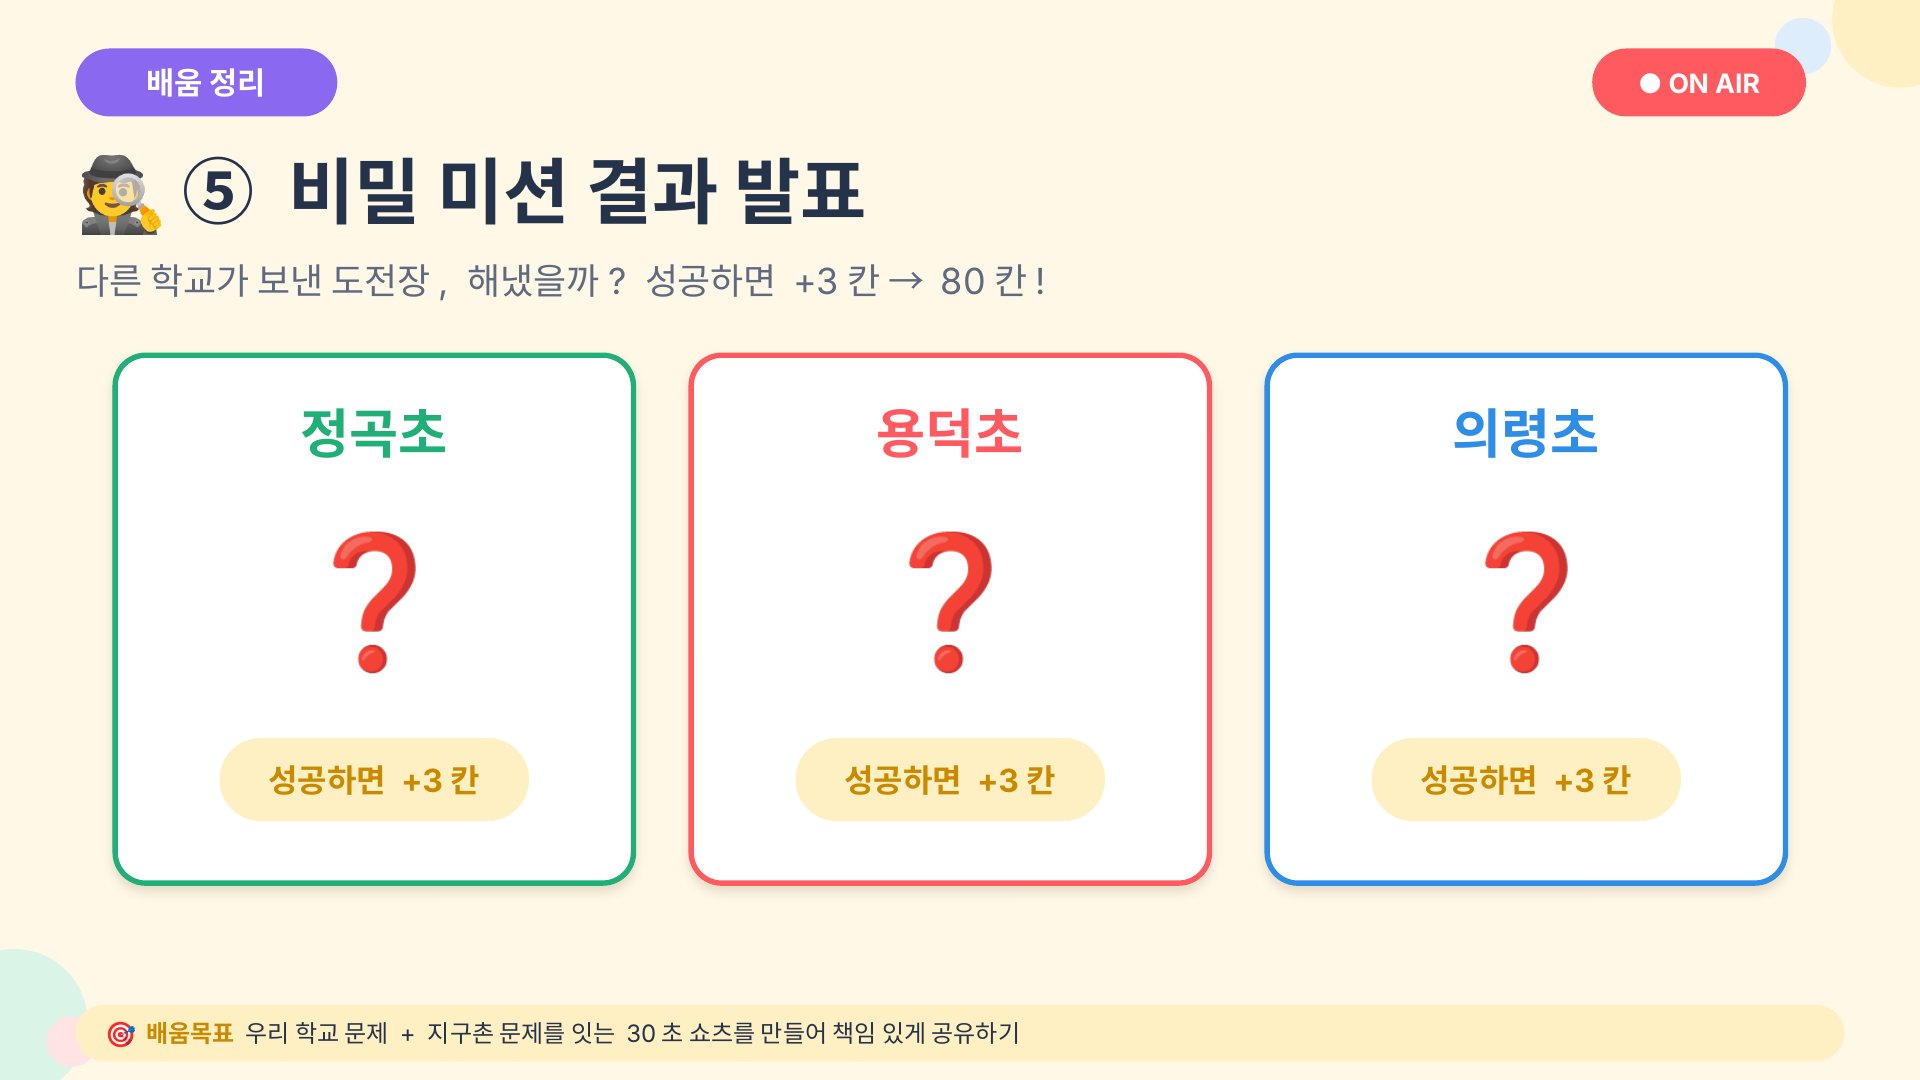 배움 정리
● ON AIR
⑤ 비밀 미션 결과 발표
다른 학교가 보낸 도전장, 해냈을까? 성공하면 +3칸 → 80칸!
정곡초
❓
성공하면 +3칸
용덕초
❓
성공하면 +3칸
의령초
❓
성공하면 +3칸
배움목표 우리 학교 문제 + 지구촌 문제를 잇는 30초 쇼츠를 만들어 책임 있게 공유하기